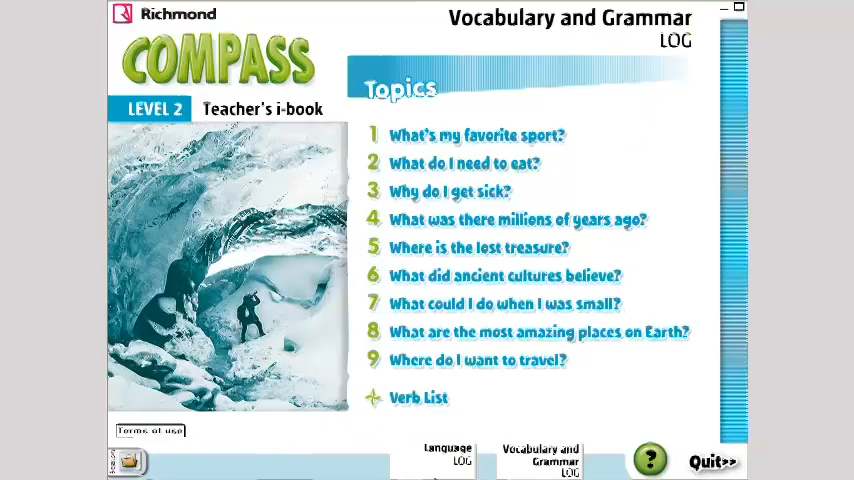 Richmond
COMPASS
LEVEL 2 Teacher's i-book
Vocabulary and Grammar
LOG
Topics
1 What's my favorite sport?
2 What do I need to eat?
3 Why do I get sick?
4 What was there millions of years ago?
5 Where is the lost treasure?
6 What did ancient cultures believe?
7 What could I do when I was small?
8 What are the most amazing places on Earth?
9 Where do I want to travel?
Verb List
Terms of use
Language
LOG
Vocabulary and
Grammar
LOG
?
Quit>>